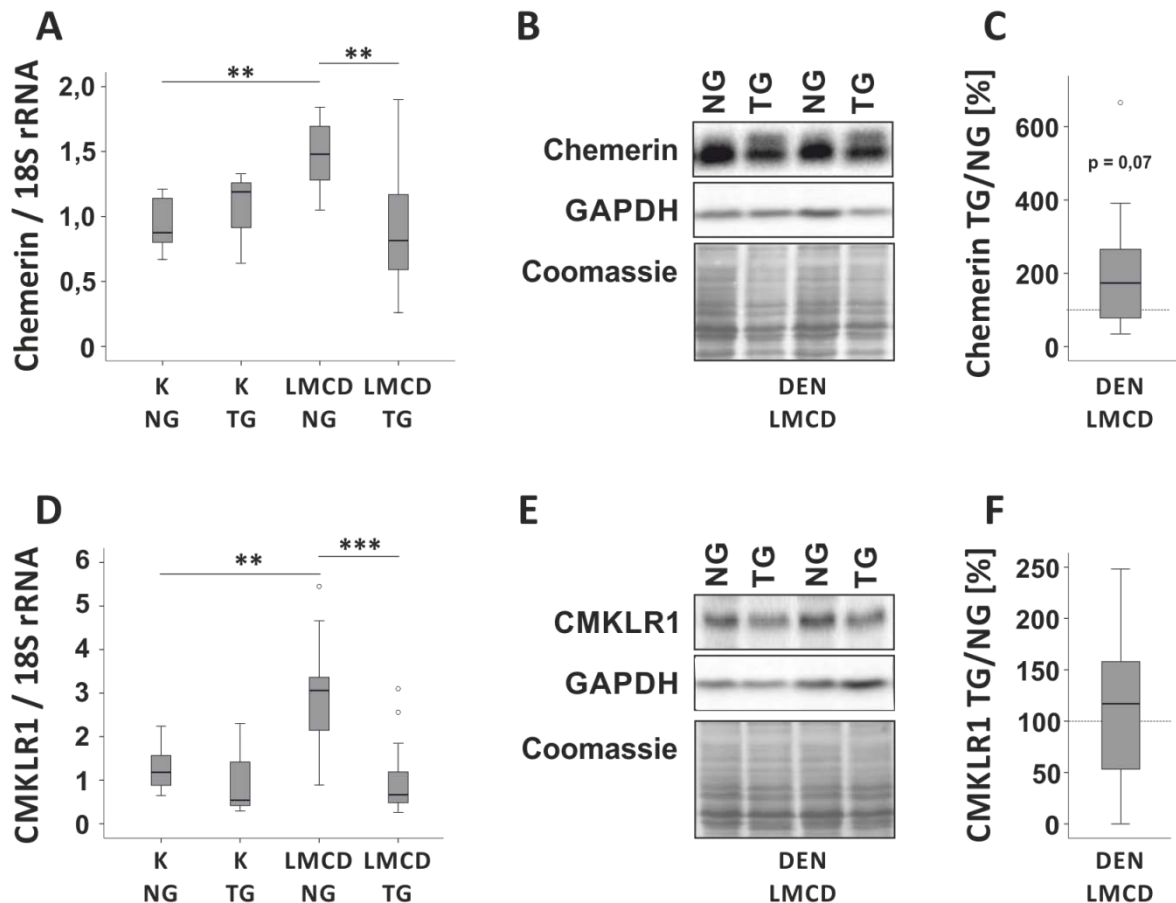 A
Chemerin / 18S rRNA
2,0
1,5
1,0
0,5
0
**
**
K K LMCD LMCD
NG TG NG TG
B
NG TG NG TG
Chemerin
GAPDH
Coomassie
DEN
LMCD
C
Chemerin TG/NG [%]
600
400
200
0
p = 0,07
DEN
LMCD
D
CMKLR1 / 18S rRNA
6
5
4
3
2
1
0
**
***
K K LMCD LMCD
NG TG NG TG
E
NG TG NG TG
CMKLR1
GAPDH
Coomassie
DEN
LMCD
F
CMKLR1 TG/NG [%]
250
200
150
100
50
0
DEN
LMCD